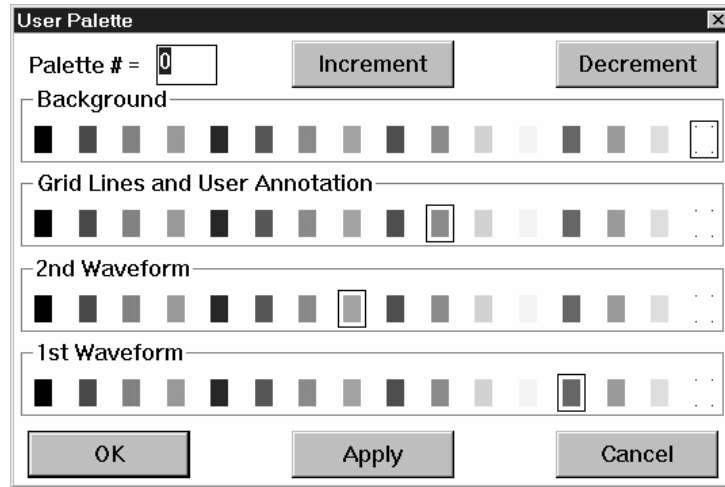 User Palette
Palette # = 0 Increment Decrement
Background
Grid Lines and User Annotation
2nd Waveform
1st Waveform
OK Apply Cancel